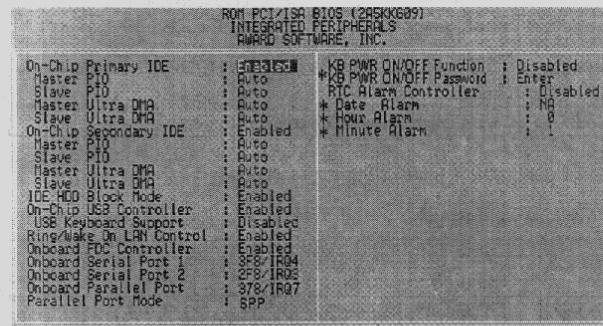 ROM PCI/ISA BIOS (2A5KKG09)
INTEGRATED PERIPHERALS
AWARD SOFTWARE, INC.
On-Chip Primary IDE : Enabled
Master PIO : Auto
Slave PIO : Auto
Master Ultra DMA : Auto
Slave Ultra DMA : Auto
On-Chip Secondary IDE : Enabled
Master PIO : Auto
Slave PIO : Auto
Master Ultra DMA : Auto
Slave Ultra DMA : Auto
IDE HDD Block Mode : Enabled
On-Chip USB Controller : Enabled
USB Keyboard Support : Disabled
Ring/Wake On LAN Control : Enabled
Onboard FDC Controller : Enabled
Onboard Serial Port 1 : 3F8/IRQ4
Onboard Serial Port 2 : 2F8/IRQ3
Onboard Parallel Port : 378/IRQ7
Parallel Port Mode : SPP
KB PWR ON/OFF Function : Disabled
*KB PWR ON/OFF Password : Enter
RTC Alarm Controller : Disabled
* Date Alarm : NA
* Hour Alarm : 0
* Minute Alarm : 1